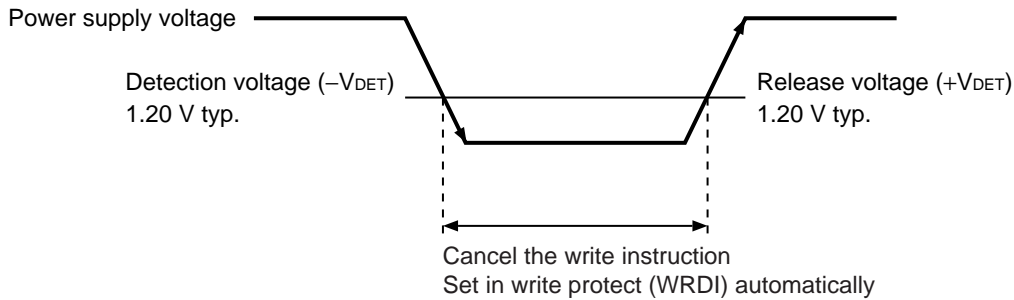 Power supply voltage
Detection voltage (−VDET)
1.20 V typ.
Release voltage (+VDET)
1.20 V typ.
Cancel the write instruction
Set in write protect (WRDI) automatically